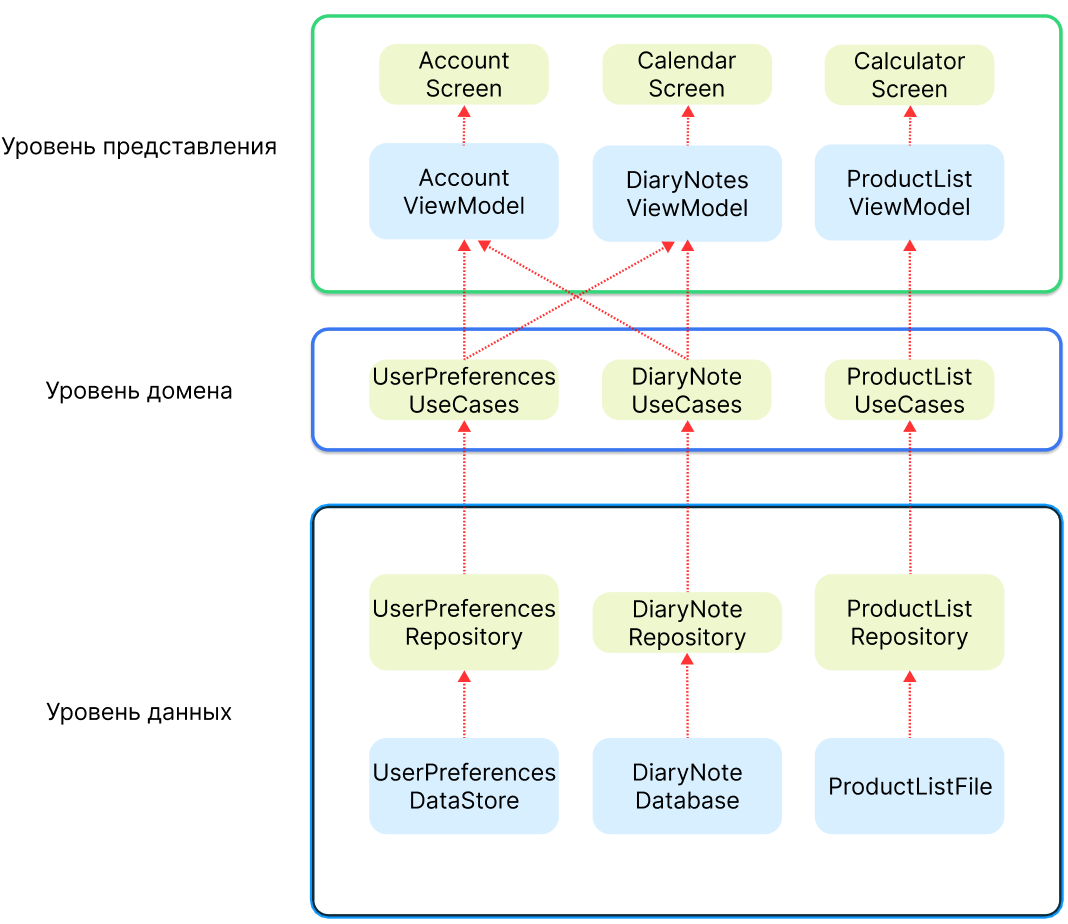 Account
Screen
Calendar
Screen
Calculator
Screen
Уровень представления
Account
ViewModel
DiaryNotes
ViewModel
ProductList
ViewModel
Уровень домена
UserPreferences
UseCases
DiaryNote
UseCases
ProductList
UseCases
UserPreferences
Repository
DiaryNote
Repository
ProductList
Repository
Уровень данных
UserPreferences
DataStore
DiaryNote
Database
ProductListFile